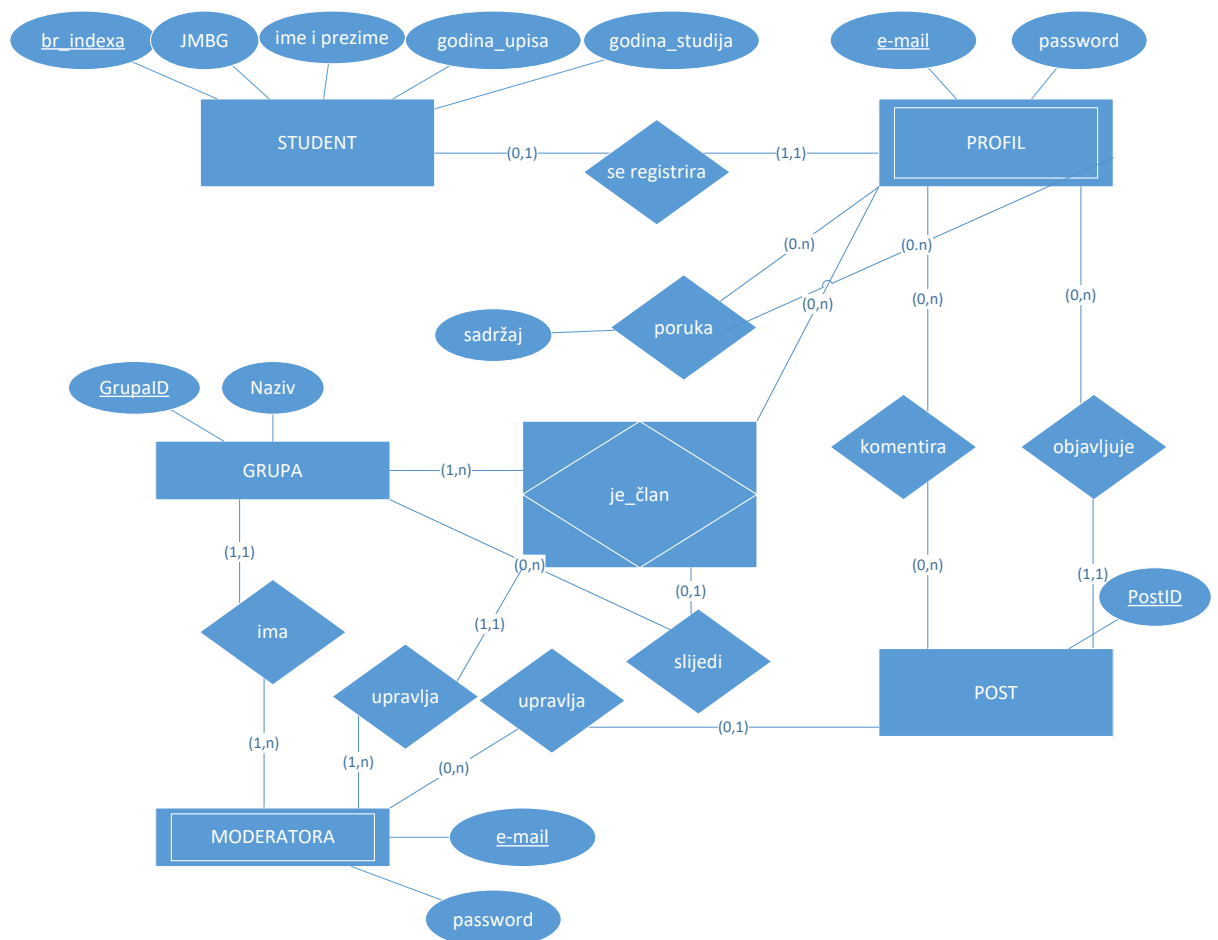 br_indexa
JMBG
ime i prezime
godina_upisa
godina_studija
e-mail
password
STUDENT
PROFIL
(0,1)
se registrira
(1,1)
(0.n)
(0.n)
(0,n)
(0,n)
(0,n)
sadržaj
poruka
GrupaID
Naziv
GRUPA
(1,n)
je_član
komentira
objavljuje
(1,1)
(0,n)
(0,1)
(0,n)
(1,1)
PostID
(1,1)
ima
slijedi
upravlja
upravlja
POST
(0,1)
(1,n)
(1,n)
(0,n)
MODERATORA
e-mail
password